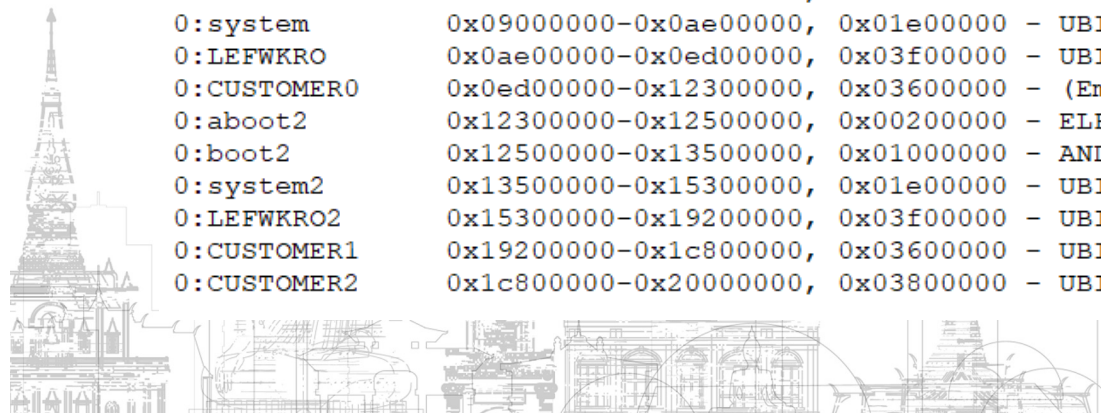 0:system 0x09000000-0x0ae00000, 0x01e00000 - UBI
0:LEFWKRO 0x0ae00000-0x0ed00000, 0x03f00000 - UBI
0:CUSTOMER0 0x0ed00000-0x12300000, 0x03600000 - (Em
0:aboot2 0x12300000-0x12500000, 0x00200000 - ELF
0:boot2 0x12500000-0x13500000, 0x01000000 - AND
0:system2 0x13500000-0x15300000, 0x01e00000 - UBI
0:LEFWKRO2 0x15300000-0x19200000, 0x03f00000 - UBI
0:CUSTOMER1 0x19200000-0x1c800000, 0x03600000 - UBI
0:CUSTOMER2 0x1c800000-0x20000000, 0x03800000 - UBI